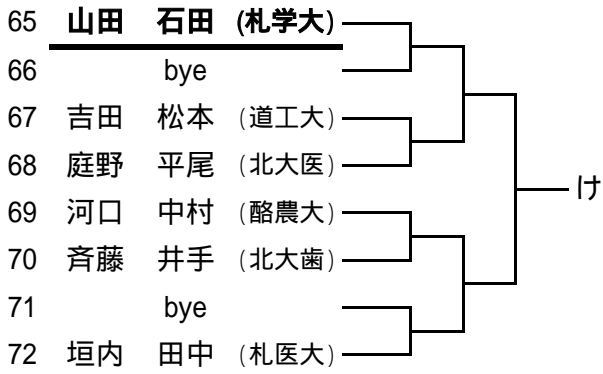 65 山田 石田 (札学大)
66 bye
67 吉田 松本 (道工大)
68 庭野 平尾 (北大医)
69 河口 中村 (酪農大)
70 斉藤 井手 (北大歯)
71 bye
72 垣内 田中 (札医大)
け